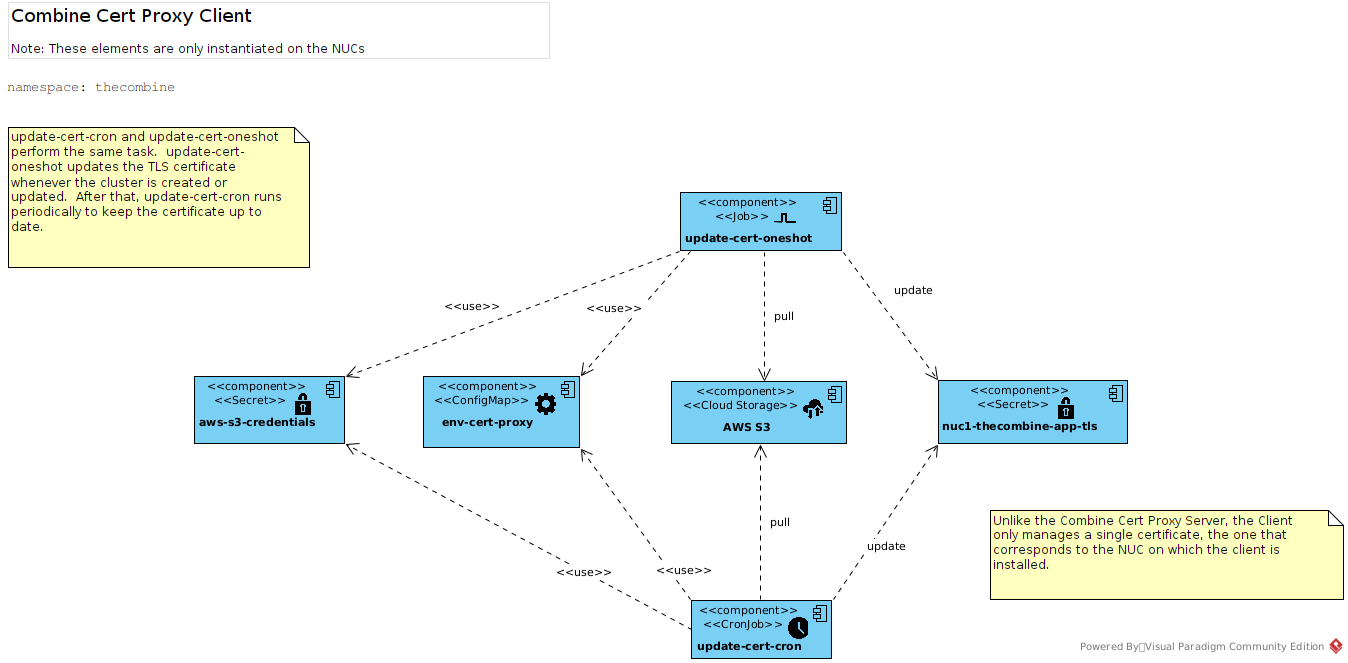 Combine Cert Proxy Client
Note: These elements are only instantiated on the NUCs
namespace: thecombine
update-cert-cron and update-cert-oneshot
perform the same task.  update-cert-
oneshot updates the TLS certificate
whenever the cluster is created or
updated.  After that, update-cert-cron runs
periodically to keep the certificate up to
date.
<<component>>
<<Job>>
update-cert-oneshot
<<use>>
<<use>>
pull
update
<<component>>
<<Secret>>
aws-s3-credentials
<<component>>
<<ConfigMap>>
env-cert-proxy
<<component>>
<<Cloud Storage>>
AWS S3
<<component>>
<<Secret>>
nuc1-thecombine-app-tls
<<use>>
<<use>>
pull
update
Unlike the Combine Cert Proxy Server, the Client
only manages a single certificate, the one that
corresponds to the NUC on which the client is
installed.
<<component>>
<<CronJob>>
update-cert-cron
Powered By Visual Paradigm Community Edition